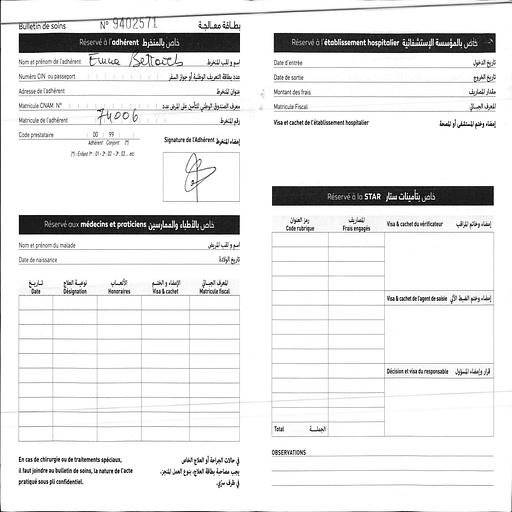 Bulletin de soins N° 9402571 بطاقة معالجة
Réservé à l'adhérent خاص بالمنخرط
Nom et prénom de l'adhérent Emna اسم و لقب المنخرط
Numéro CIN ou passeport عدد بطاقة التعريف الوطنية أو جواز السفر
Adresse de l'adhérent عنوان المنخرط
Matricule CNAM N° معرف الصندوق الوطني للتأمين على المرض عدد
Matricule de l'adhérent 74006 رقم المنخرط
Code prestataire 00 99
Adhérent Conjoint (*)
(*) : Enfant 1er : 01 - 2è : 02 - 3è : 03 ... etc
Signature de l'Adhérent إمضاء المنخرط
Réservé aux médecins et praticiens خاص بالأطباء والممارسين
Nom et prénom du malade اسم و لقب المريض
Date de naissance تاريخ الولادة
تاريخ نوعية العلاج الأتعاب الإمضاء و الختم المعرف الجبائي
Date Désignation Honoraires Visa & cachet Matricule fiscal
En cas de chirurgie ou de traitements spéciaux,
il faut joindre au bulletin de soins, la nature de l'acte
pratiqué sous pli confidentiel.
في حالات الجراحة أو العلاج الخاص
يجب مصاحبة بطاقة العلاج، بنوع العمل المنجز،
في ظرف سري.
Réservé à l'établissement hospitalier خاص بالمؤسسة الإستشفائية
Date d'entrée تاريخ الدخول
Date de sortie تاريخ الخروج
Montant des frais مقدار المصاريف
Matricule Fiscal المعرف الجبائي
Visa et cachet de l'établissement hospitalier إمضاء وختم المستشفى أو المصحة
Réservé à la STAR خاص بتأمينات ستار
رمز العنوان المصاريف
Code rubrique Frais engagés
Visa & cachet du vérificateur إمضاء وخاتم المراقب
Visa & cachet de l'agent de saisie إمضاء وختم الضبط الآلي
Décision et visa du responsable قرار وإمضاء المسؤول
Total الجملة
OBSERVATIONS